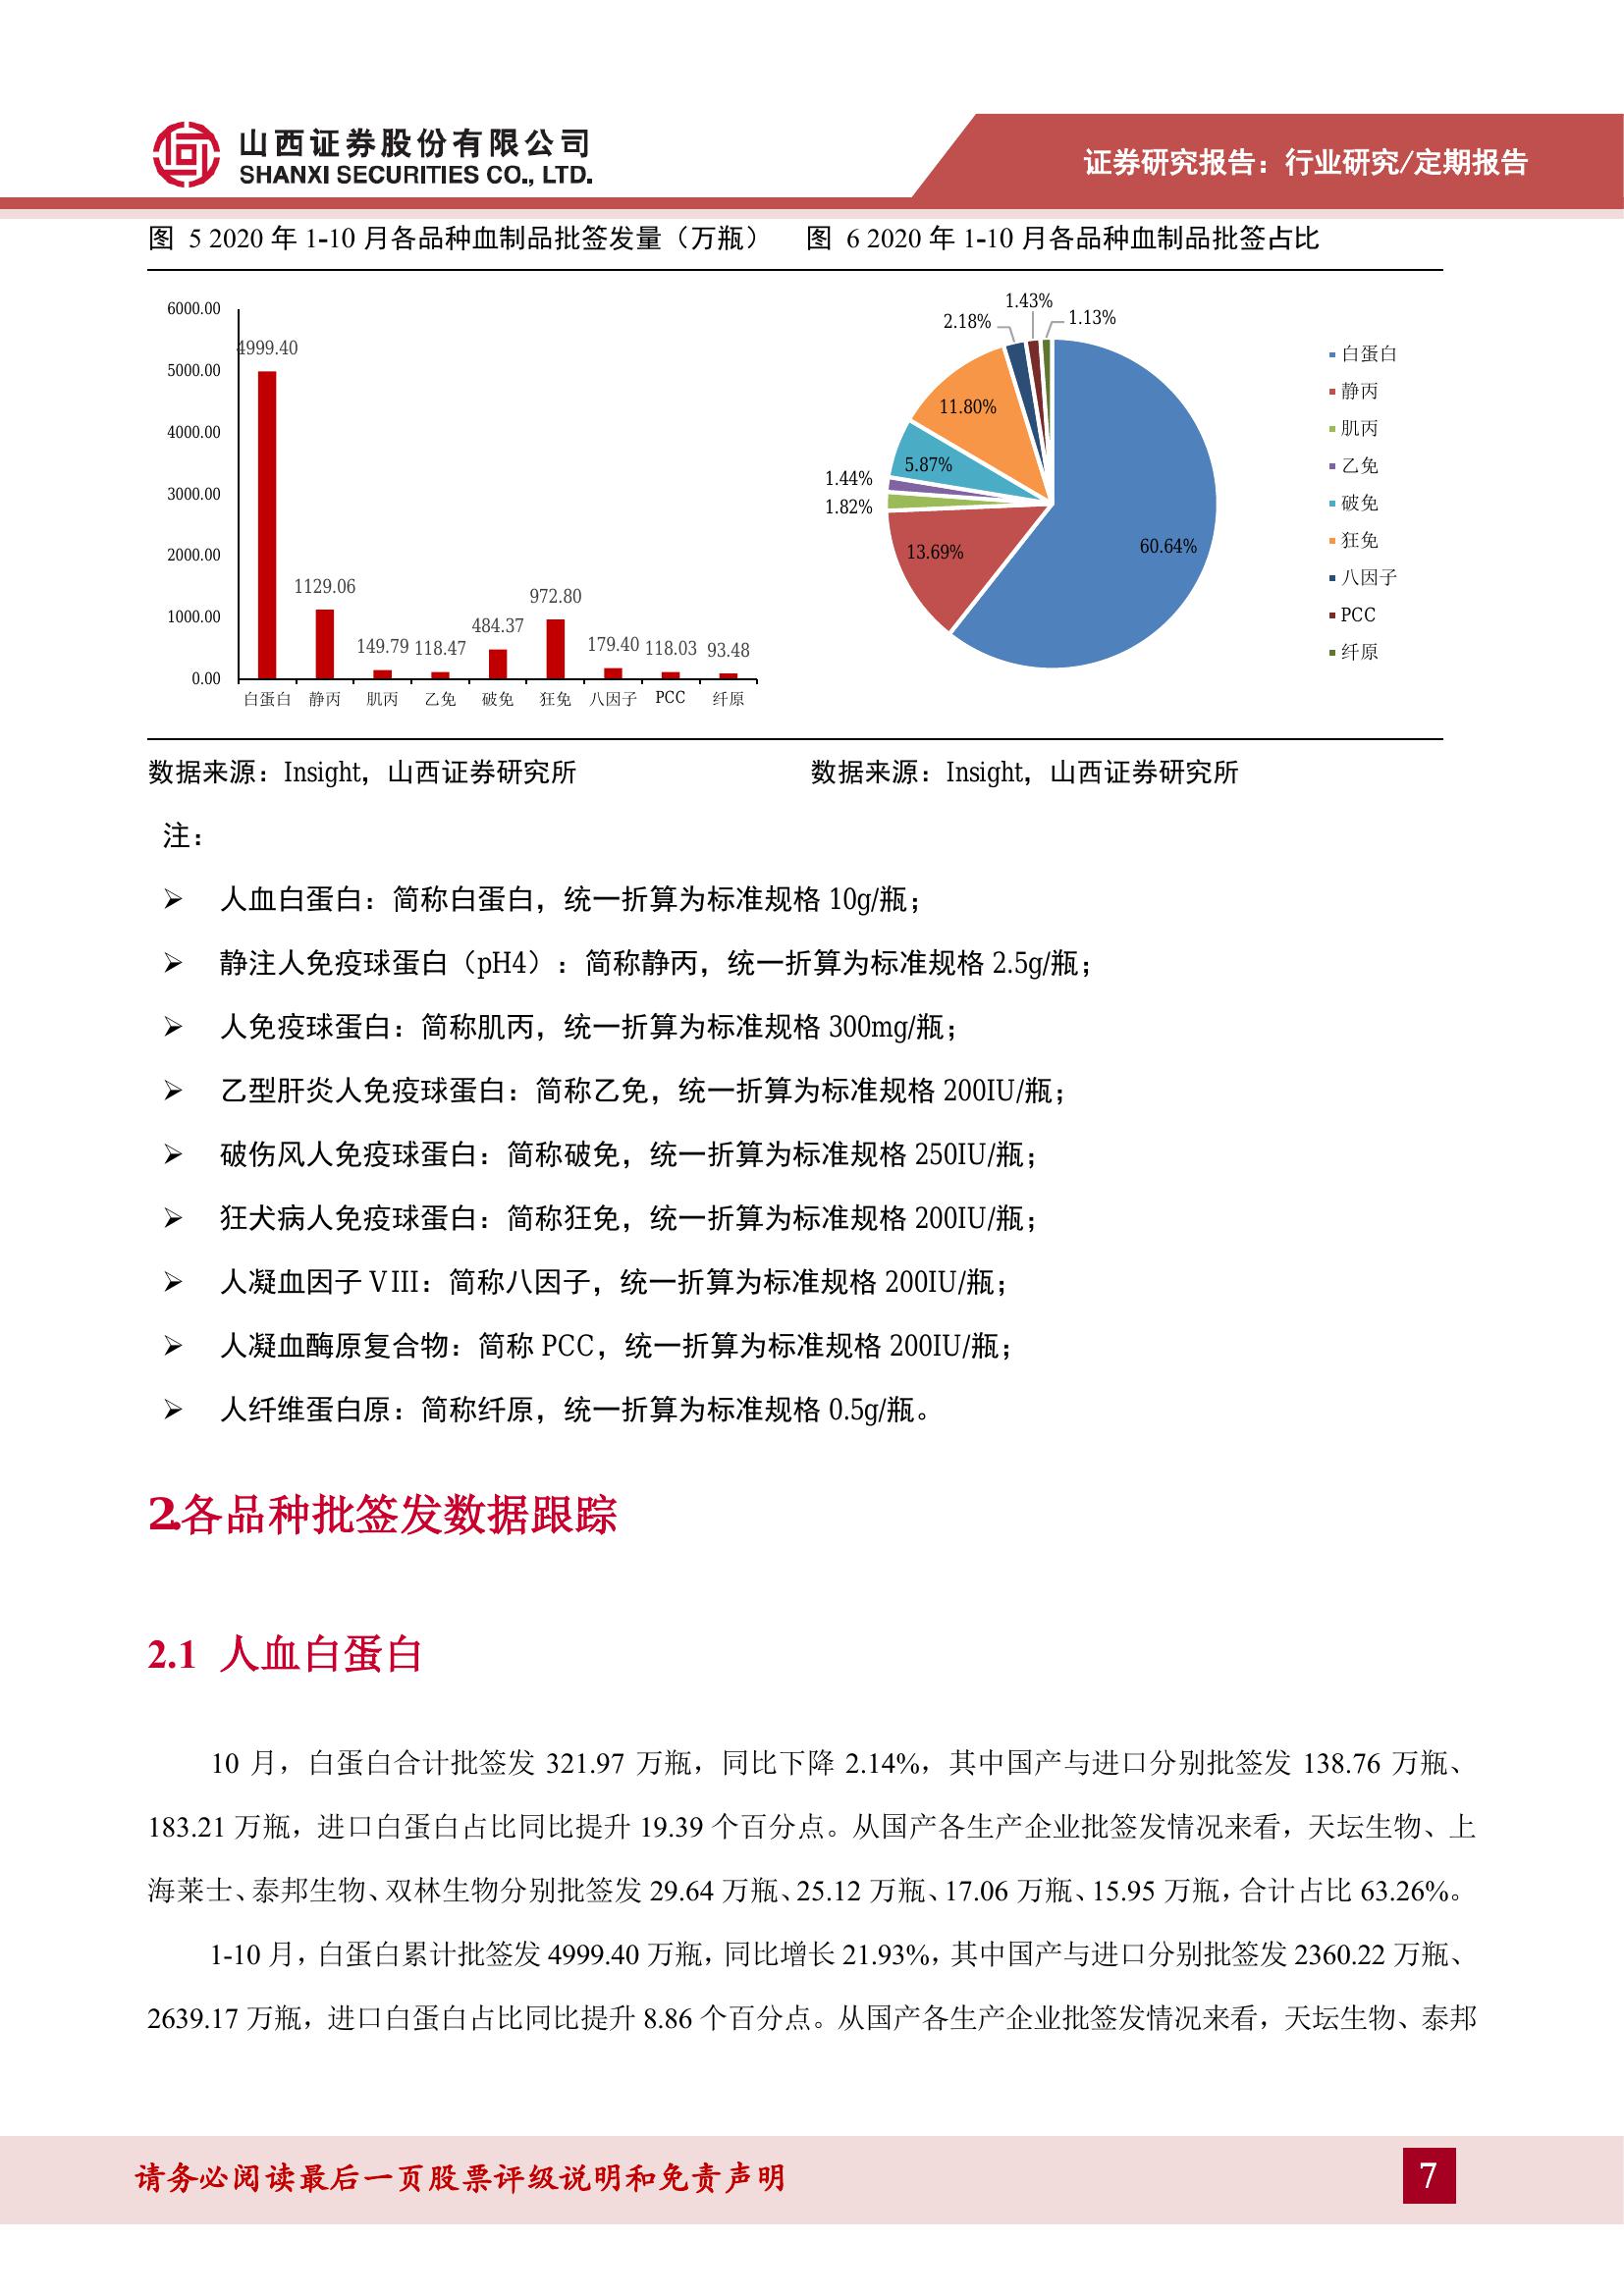 山西证券股份有限公司
SHANXI SECURITIES CO., LTD.
证券研究报告：行业研究/定期报告
图 5 2020 年 1-10 月各品种血制品批签发量（万瓶）
图 6 2020 年 1-10 月各品种血制品批签占比
6000.00
5000.00
4000.00
3000.00
2000.00
1000.00
0.00
4999.40
1129.06
149.79
118.47
484.37
972.80
179.40
118.03
93.48
白蛋白 静丙 肌丙 乙免 破免 狂免 八因子 PCC 纤原
1.43%
2.18%
1.13%
11.80%
5.87%
1.44%
1.82%
13.69%
60.64%
白蛋白
静丙
肌丙
乙免
破免
狂免
八因子
PCC
纤原
数据来源：Insight，山西证券研究所
数据来源：Insight，山西证券研究所
注：
➢ 人血白蛋白：简称白蛋白，统一折算为标准规格 10g/瓶；
➢ 静注人免疫球蛋白（pH4）：简称静丙，统一折算为标准规格 2.5g/瓶；
➢ 人免疫球蛋白：简称肌丙，统一折算为标准规格 300mg/瓶；
➢ 乙型肝炎人免疫球蛋白：简称乙免，统一折算为标准规格 200IU/瓶；
➢ 破伤风人免疫球蛋白：简称破免，统一折算为标准规格 250IU/瓶；
➢ 狂犬病人免疫球蛋白：简称狂免，统一折算为标准规格 200IU/瓶；
➢ 人凝血因子 VIII：简称八因子，统一折算为标准规格 200IU/瓶；
➢ 人凝血酶原复合物：简称 PCC，统一折算为标准规格 200IU/瓶；
➢ 人纤维蛋白原：简称纤原，统一折算为标准规格 0.5g/瓶。
2.各品种批签发数据跟踪
2.1 人血白蛋白
10 月，白蛋白合计批签发 321.97 万瓶，同比下降 2.14%，其中国产与进口分别批签发 138.76 万瓶、
183.21 万瓶，进口白蛋白占比同比提升 19.39 个百分点。从国产各生产企业批签发情况来看，天坛生物、上
海莱士、泰邦生物、双林生物分别批签发 29.64 万瓶、25.12 万瓶、17.06 万瓶、15.95 万瓶，合计占比 63.26%。
1-10 月，白蛋白累计批签发 4999.40 万瓶，同比增长 21.93%，其中国产与进口分别批签发 2360.22 万瓶、
2639.17 万瓶，进口白蛋白占比同比提升 8.86 个百分点。从国产各生产企业批签发情况来看，天坛生物、泰邦
请务必阅读最后一页股票评级说明和免责声明
7